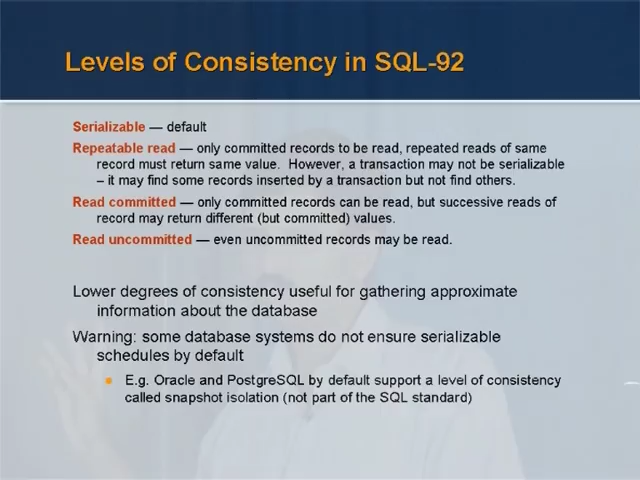 Levels of Consistency in SQL-92
Serializable — default
Repeatable read — only committed records to be read, repeated reads of same
record must return same value. However, a transaction may not be serializable
– it may find some records inserted by a transaction but not find others.
Read committed — only committed records can be read, but successive reads of
record may return different (but committed) values.
Read uncommitted — even uncommitted records may be read.
Lower degrees of consistency useful for gathering approximate
information about the database
Warning: some database systems do not ensure serializable
schedules by default
E.g. Oracle and PostgreSQL by default support a level of consistency
called snapshot isolation (not part of the SQL standard)